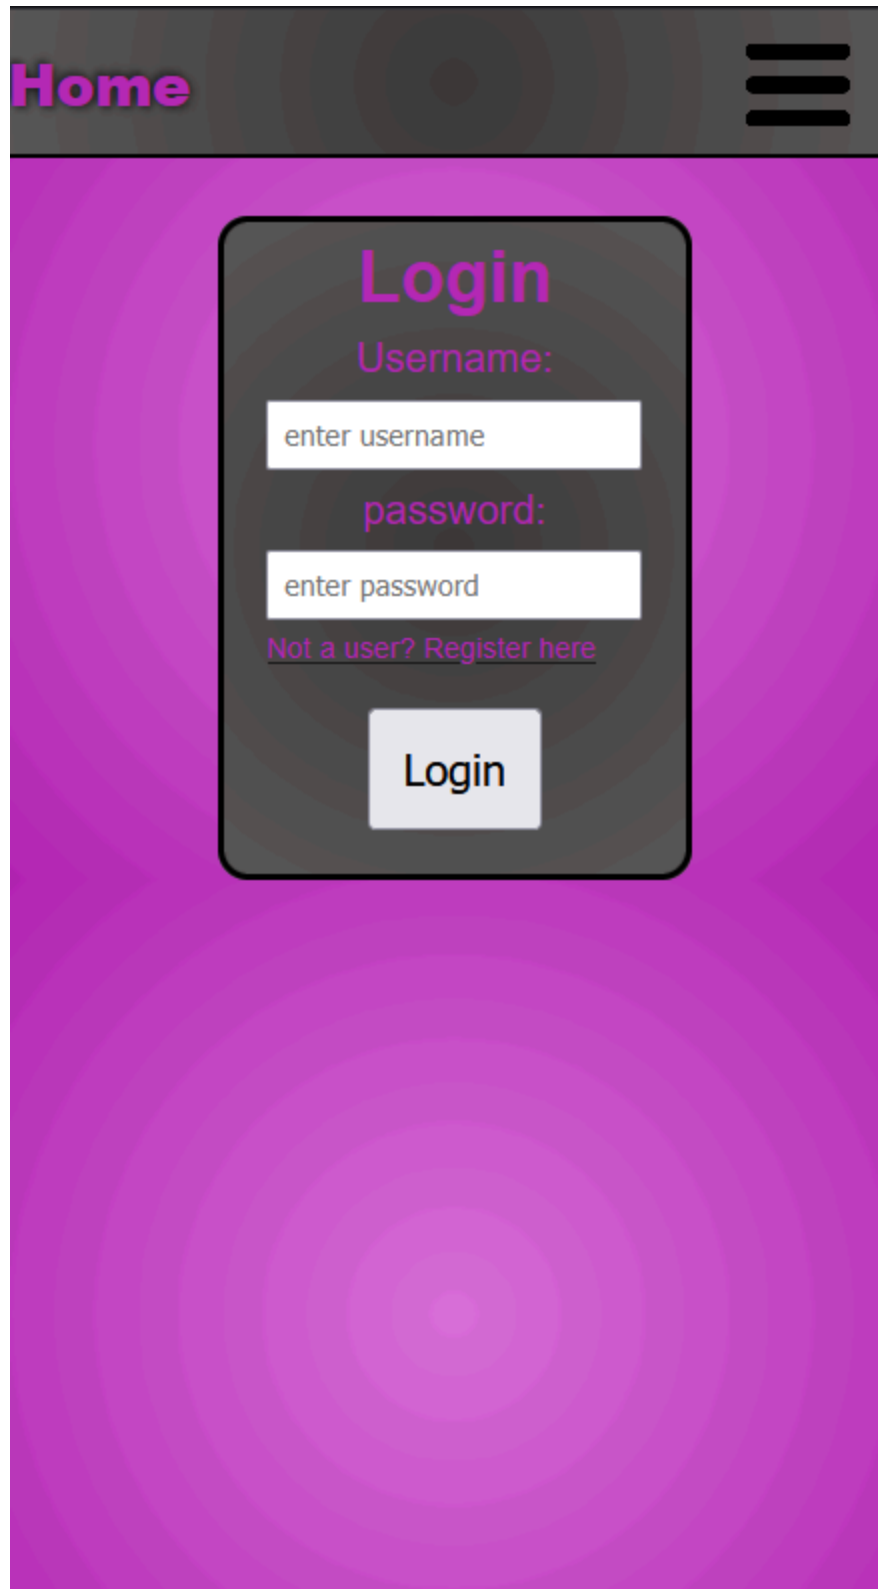 Home
Login
Username:
enter username
password:
enter password
Not a user? Register here
Login